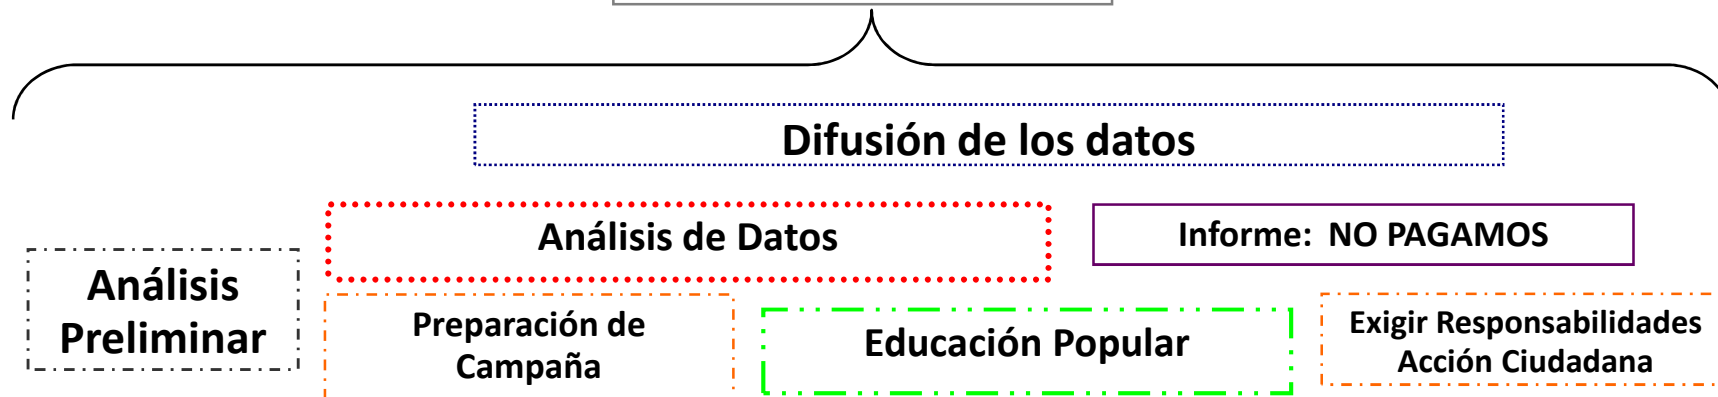 Difusión de los datos
Análisis de Datos
Informe: NO PAGAMOS
Análisis
Preliminar
Preparación de
Campaña
Educación Popular
Exigir Responsabilidades
Acción Ciudadana